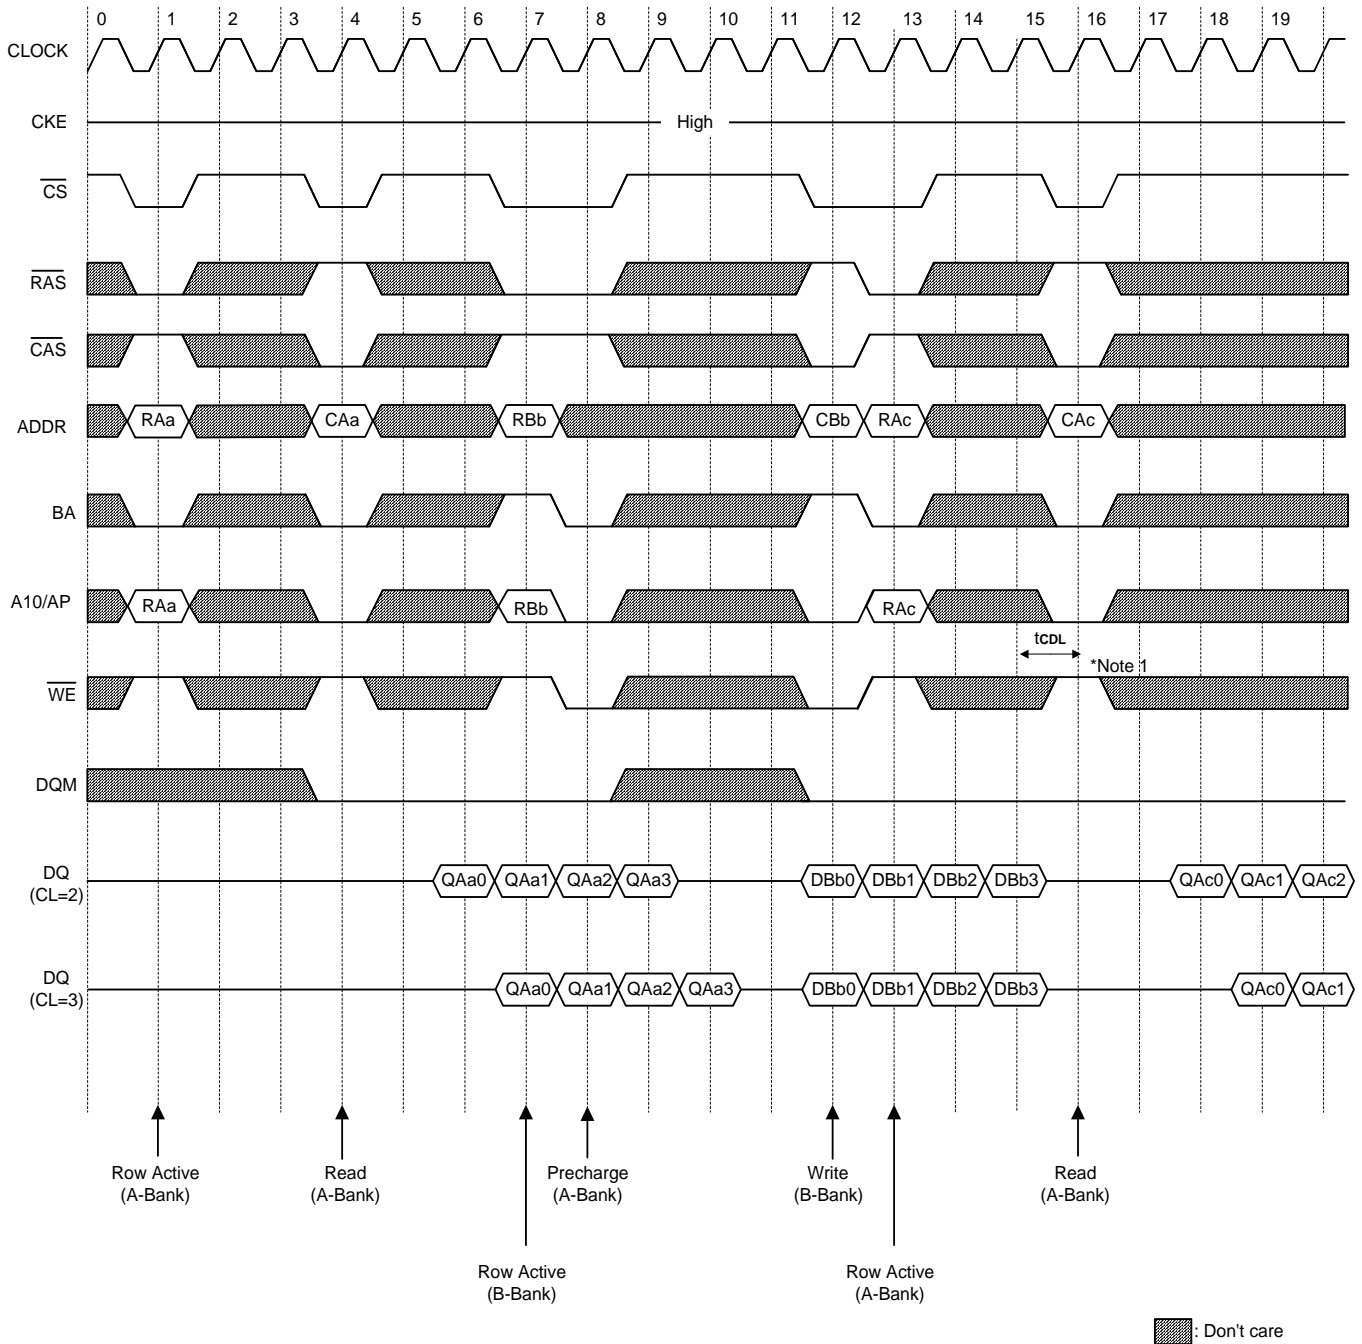 0 1 2 3 4 5 6 7 8 9 10 11 12 13 14 15 16 17 18 19
CLOCK
CKE
High
CS
RAS
CAS
ADDR
RAa CAa RBb CBb RAc CAc
BA
A10/AP
RAa RBb RAc
tCDL
*Note 1
WE
DQM
DQ
(CL=2)
QAa0 QAa1 QAa2 QAa3 DBb0 DBb1 DBb2 DBb3 QAc0 QAc1 QAc2
DQ
(CL=3)
QAa0 QAa1 QAa2 QAa3 DBb0 DBb1 DBb2 DBb3 QAc0 QAc1
Row Active
(A-Bank)
Read
(A-Bank)
Precharge
(A-Bank)
Write
(B-Bank)
Read
(A-Bank)
Row Active
(B-Bank)
Row Active
(A-Bank)
: Don't care